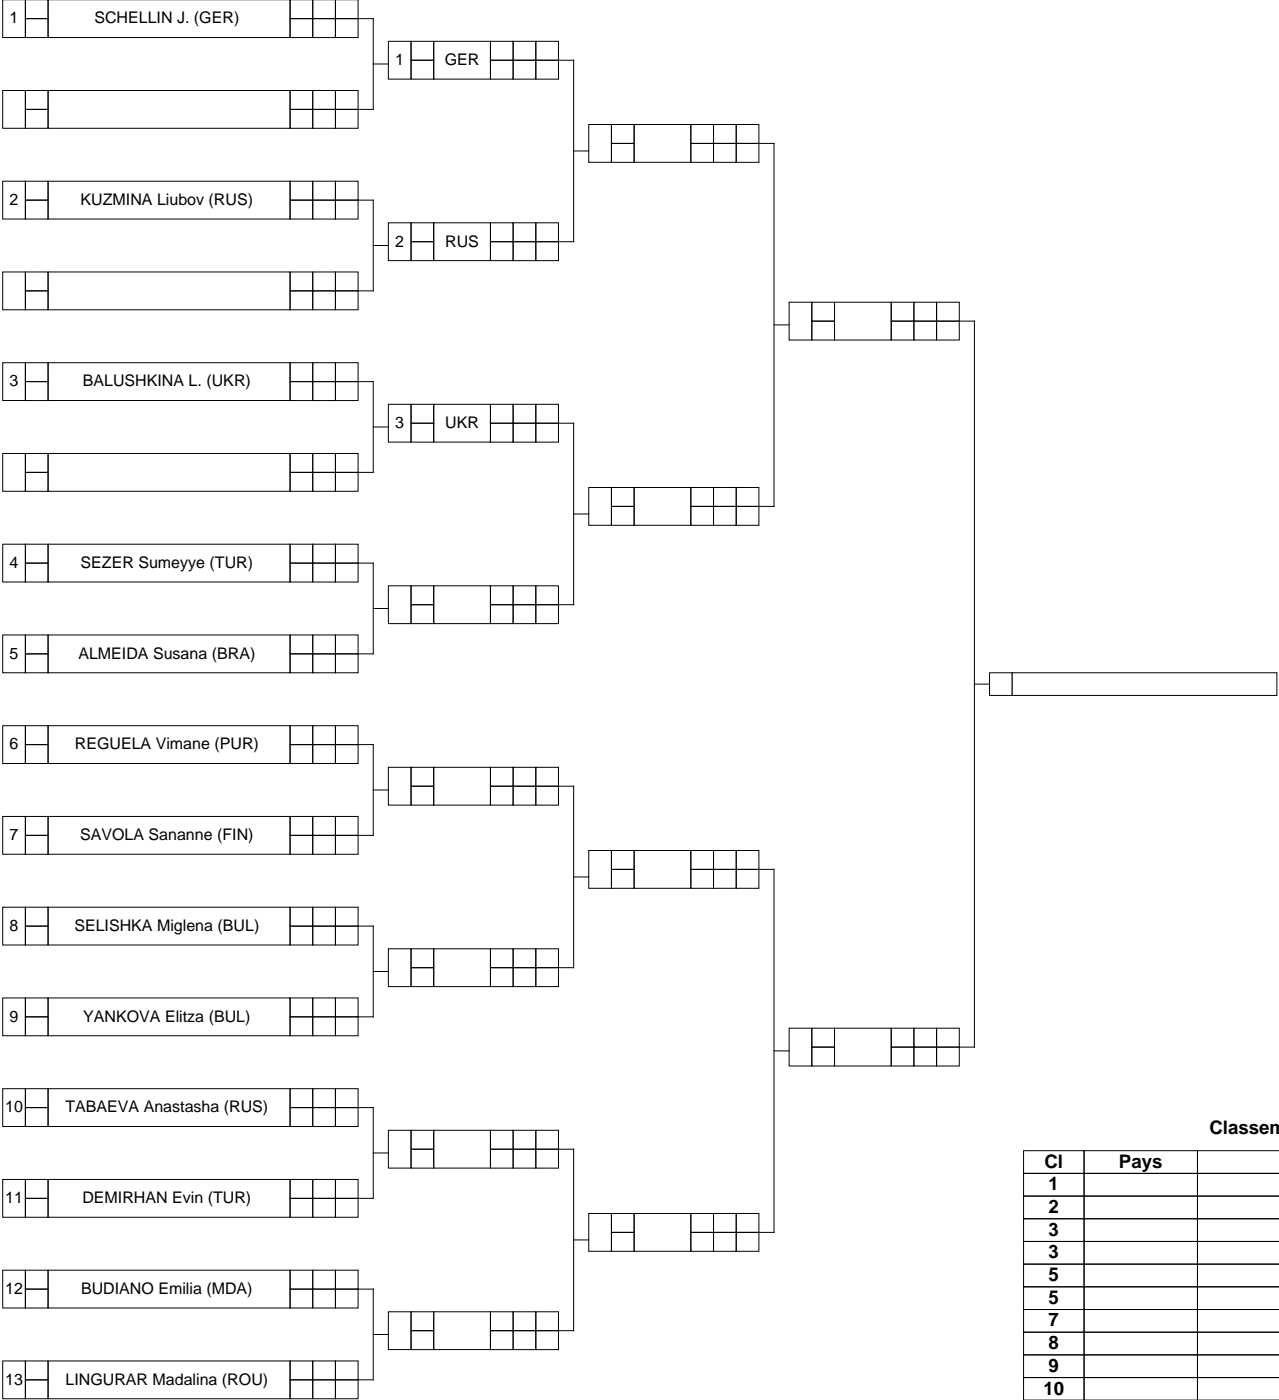 1 SCHELLIN J. (GER)
1 GER
2 KUZMINA Liubov (RUS)
2 RUS
3 BALUSHKINA L. (UKR)
3 UKR
4 SEZER Sumeyye (TUR)
5 ALMEIDA Susana (BRA)
6 REGUELA Vimane (PUR)
7 SAVOLA Sananne (FIN)
8 SELISHKA Miglena (BUL)
9 YANKOVA Elitza (BUL)
10 TABAEVA Anastasha (RUS)
11 DEMIRHAN Evin (TUR)
12 BUDIANO Emilia (MDA)
13 LINGURAR Madalina (ROU)
Classem
Cl Pays
1
2
3
3
5
5
7
8
9
10